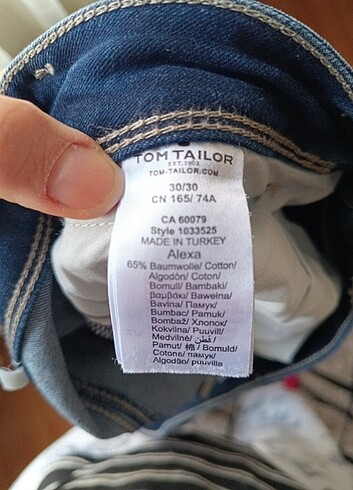 TOM TAILOR
EST. 1962
TOM-TAILOR.COM
30/30
CN 165/ 74A
CA 60079
Style 1033525
MADE IN TURKEY
Alexa
65% Baumwolle/ Cotton/
Algodón/ Coton/
Bomull/ Bambaki/
βαμβάκι/ Bawełna/
Bavlna/ Памук/
Bumbac/ Pamuk/
Bombaž/ Хлопок/
Kokvilna/ Puuvill/
Medvilnė/ قطن/
Pamut/ 棉/ Bomuld/
Cotone/ памук/
Algodão/ puuvilla